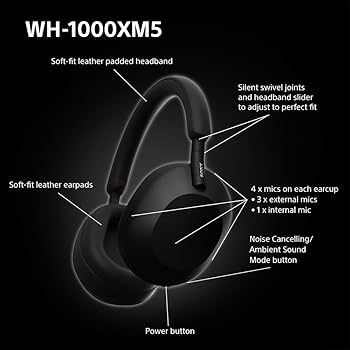 WH-1000XM5
Soft-fit leather padded headband
Silent swivel joints
and headband slider
to adjust to perfect fit
SONY
Soft-fit leather earpads
4 x mics on each earcup
• 3 x external mics
• 1 x internal mic
Noise Cancelling/
Ambient Sound
Mode button
Power button